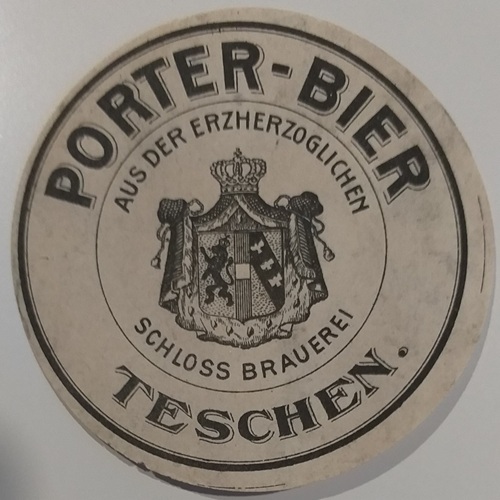 PORTER-BIER
AUS DER ERZHERZOGLICHEN
SCHLOSS BRAUEREI
TESCHEN.